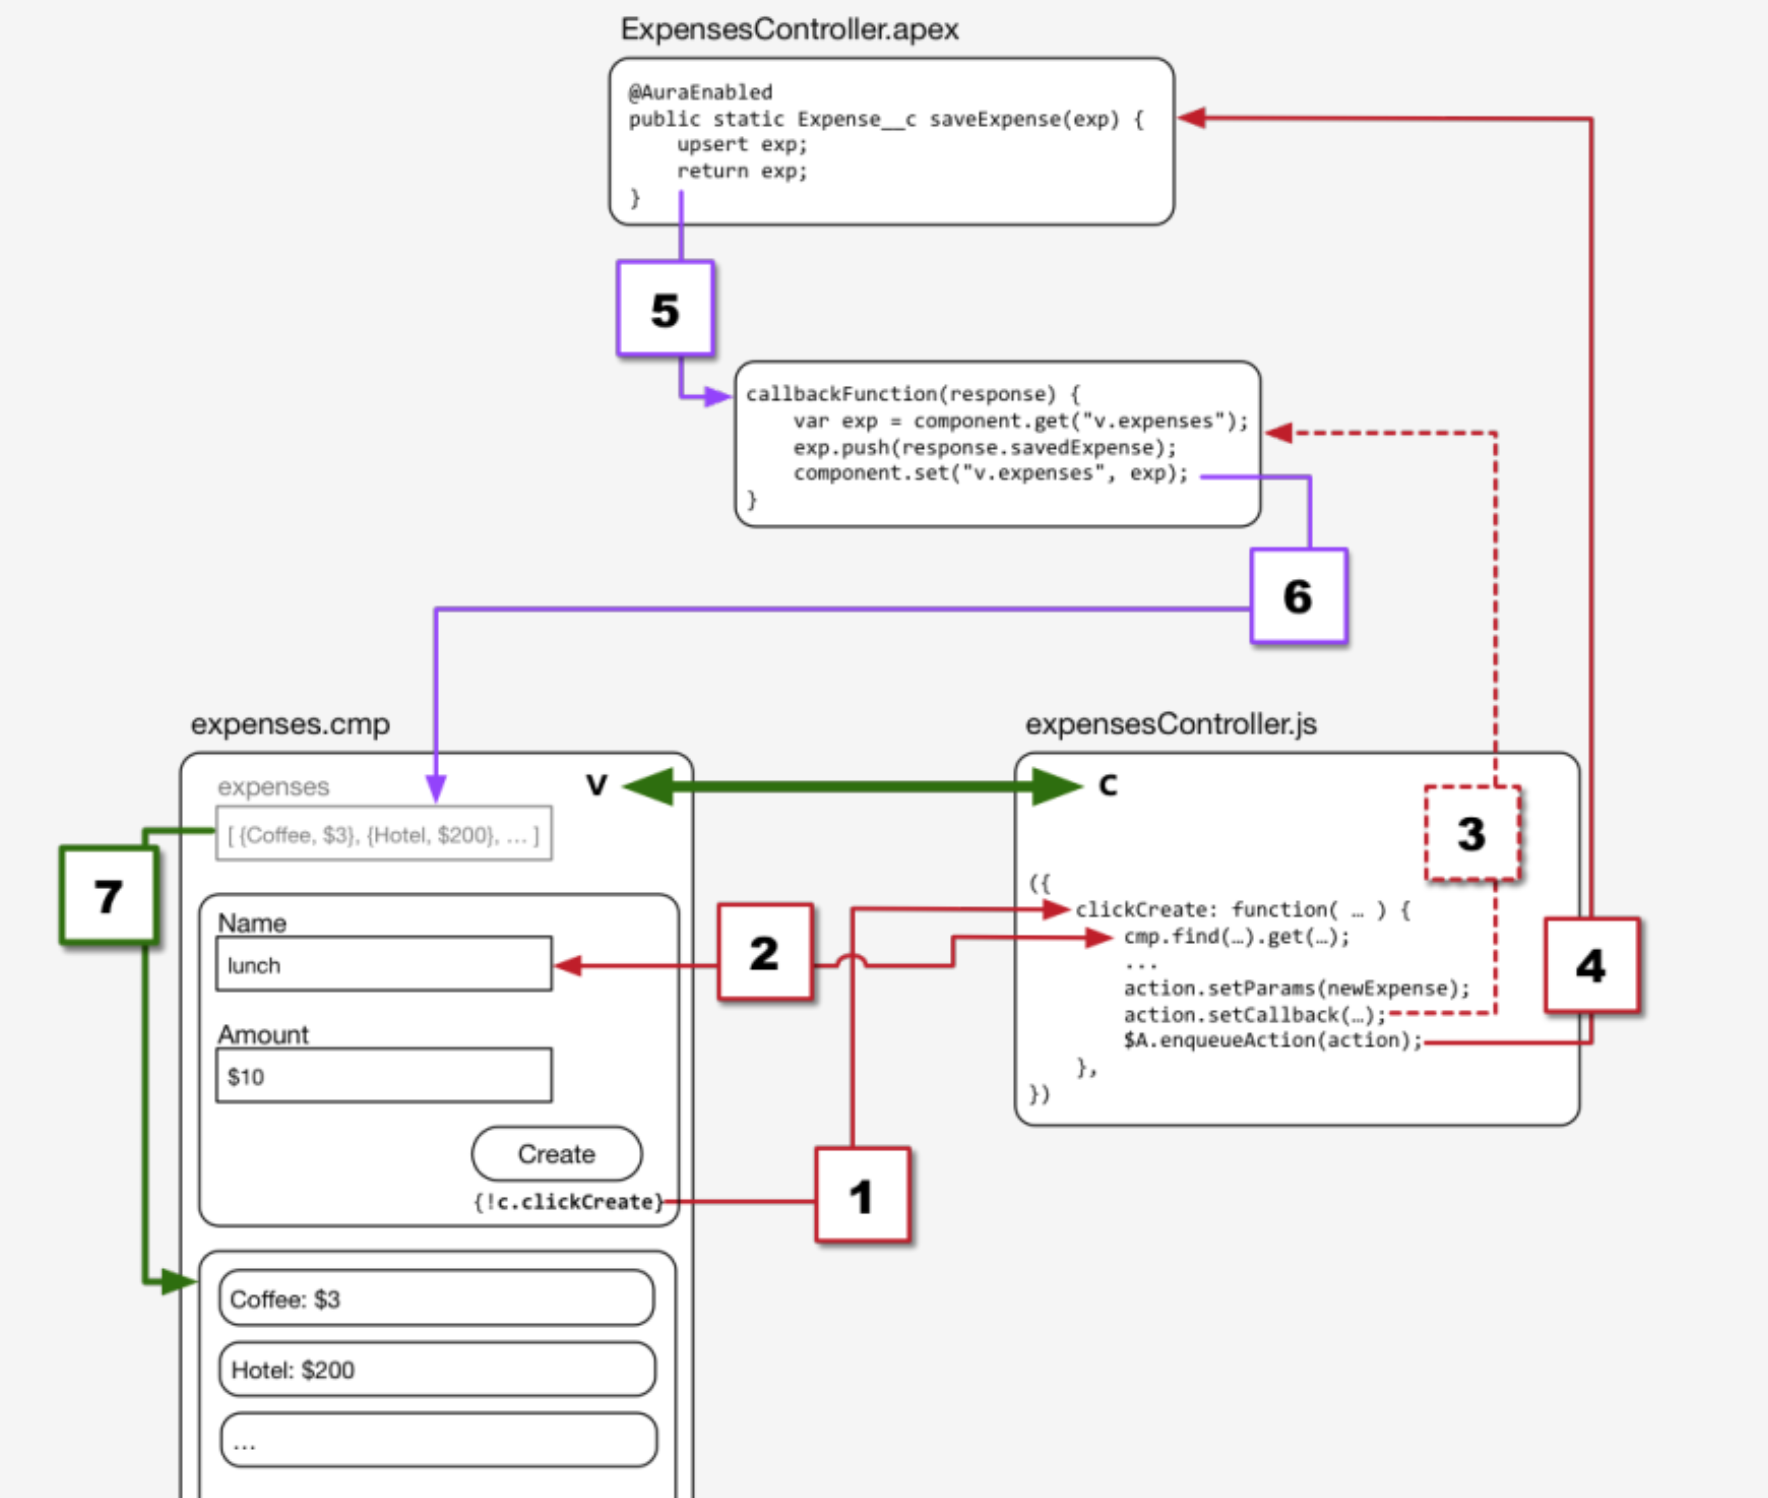 ExpensesController.apex
@AuraEnabled
public static Expense__c saveExpense(exp) {
upsert exp;
return exp;
}
5
callbackFunction(response) {
var exp = component.get("v.expenses");
exp.push(response.savedExpense);
component.set("v.expenses", exp);
}
6
expenses.cmp
expenses
V
[ {Coffee, $3}, {Hotel, $200}, ... ]
7
Name
lunch
Amount
$10
Create
{!c.clickCreate}
Coffee: $3
Hotel: $200
...
2
1
expensesController.js
C
3
({
clickCreate: function( … ) {
cmp.find(…).get(…);
...
action.setParams(newExpense);
action.setCallback(…);
$A.enqueueAction(action);
},
})
4